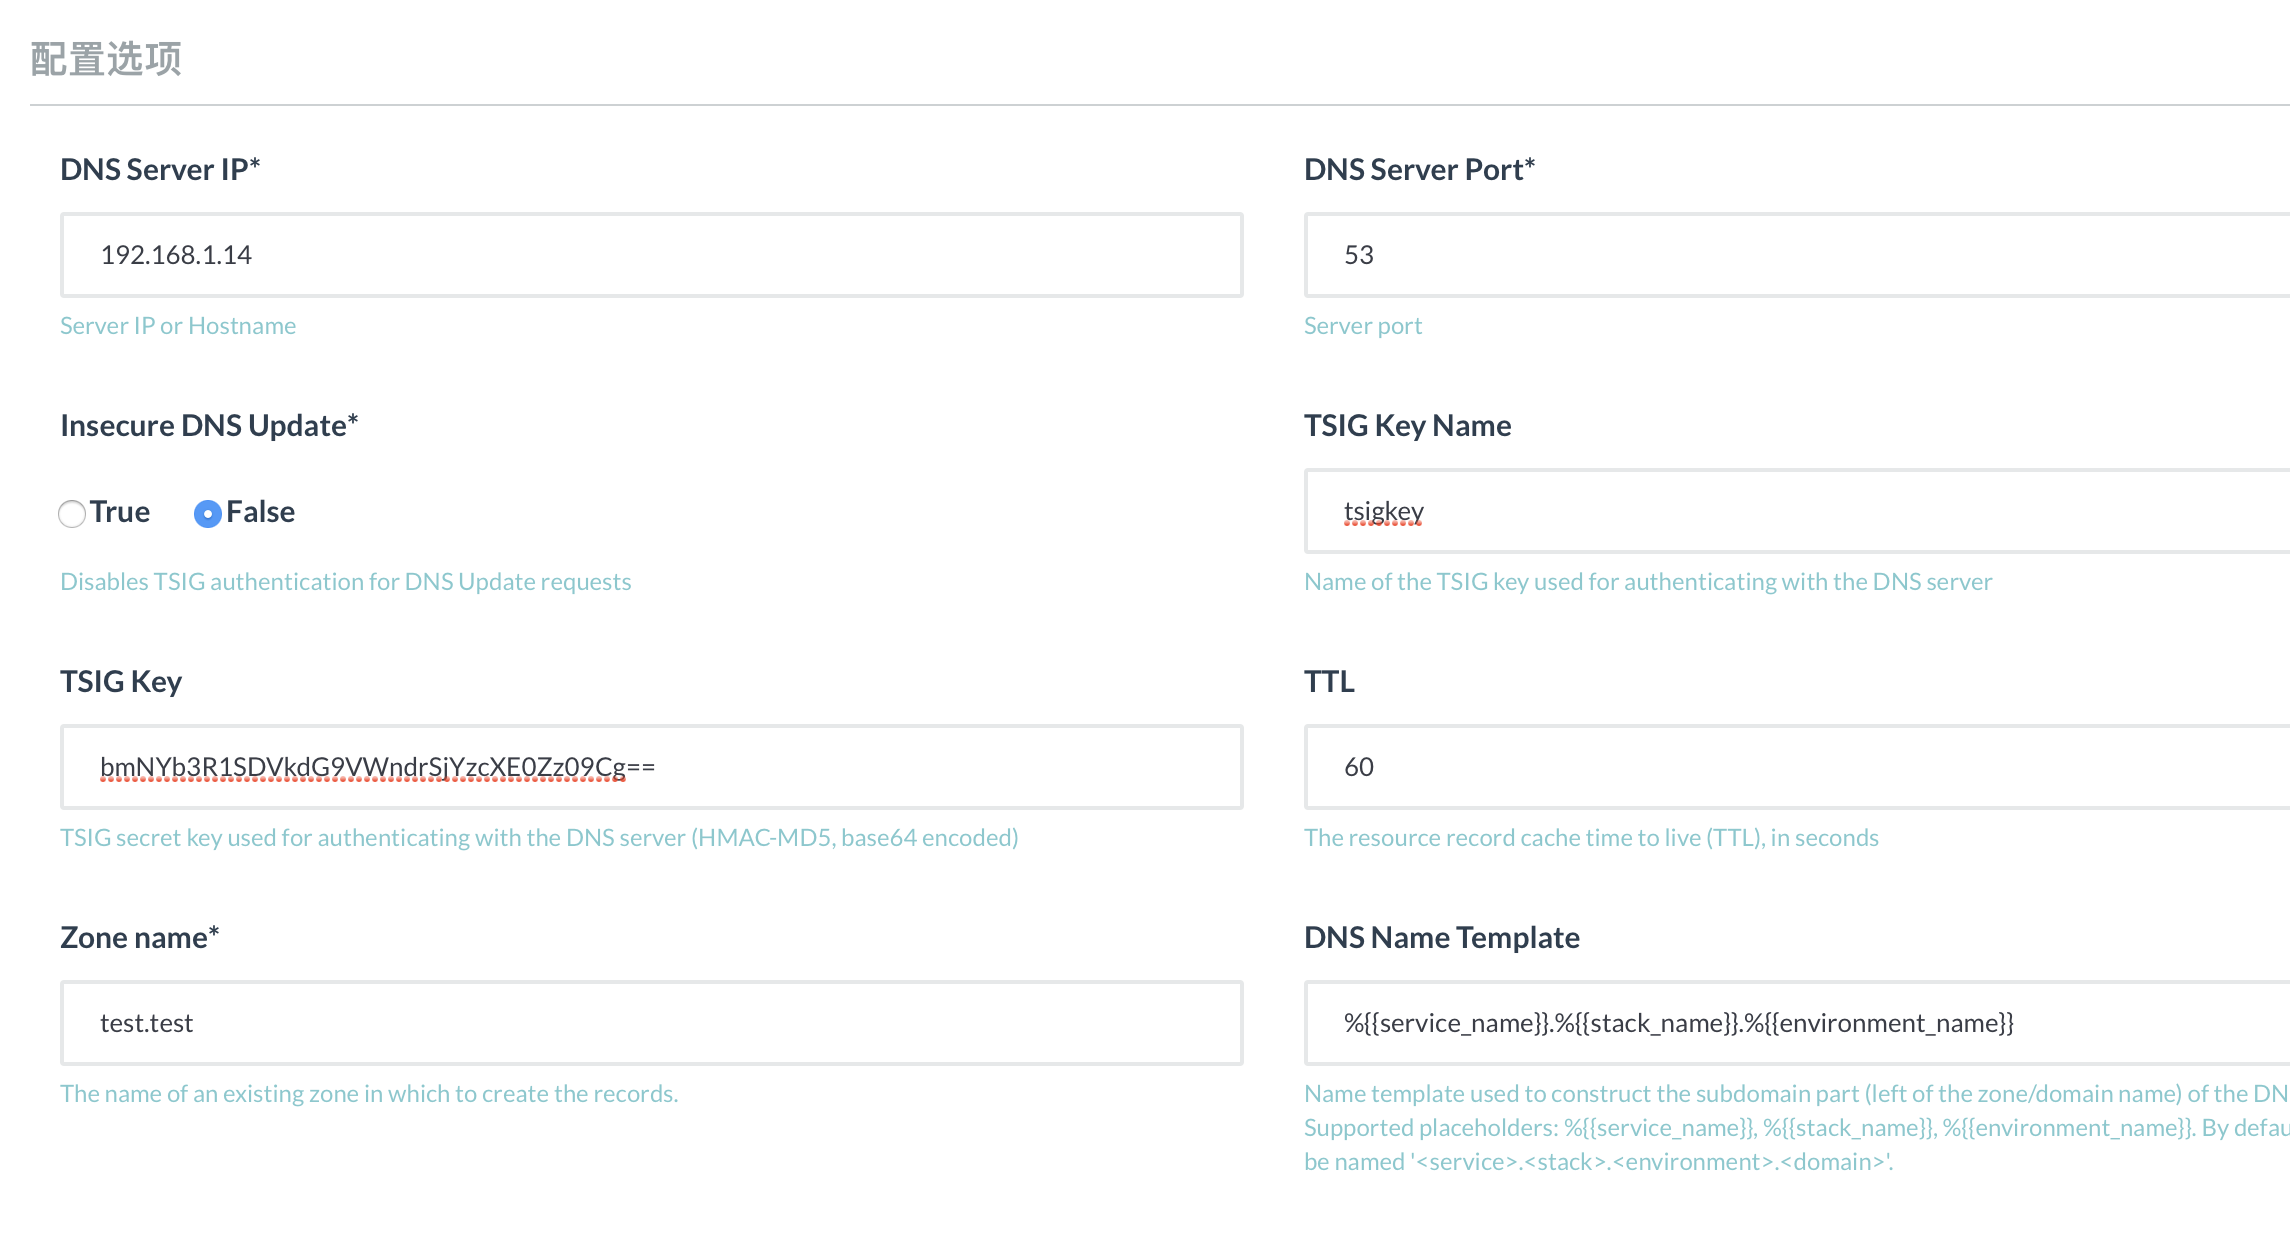 配置选项
DNS Server IP*
192.168.1.14
Server IP or Hostname
DNS Server Port*
53
Server port
Insecure DNS Update*
True
False
Disables TSIG authentication for DNS Update requests
TSIG Key Name
tsigkey
Name of the TSIG key used for authenticating with the DNS server
TSIG Key
bmNYb3R1SDVkdG9VWndrSjYzcXE0Zz09Cg==
TSIG secret key used for authenticating with the DNS server (HMAC-MD5, base64 encoded)
TTL
60
The resource record cache time to live (TTL), in seconds
Zone name*
test.test
The name of an existing zone in which to create the records.
DNS Name Template
%{{service_name}}.%{{stack_name}}.%{{environment_name}}
Name template used to construct the subdomain part (left of the zone/domain name) of the
Supported placeholders: %{{service_name}}, %{{stack_name}}, %{{environment_name}}. By
be named '<service>.<stack>.<environment>.<domain>'.